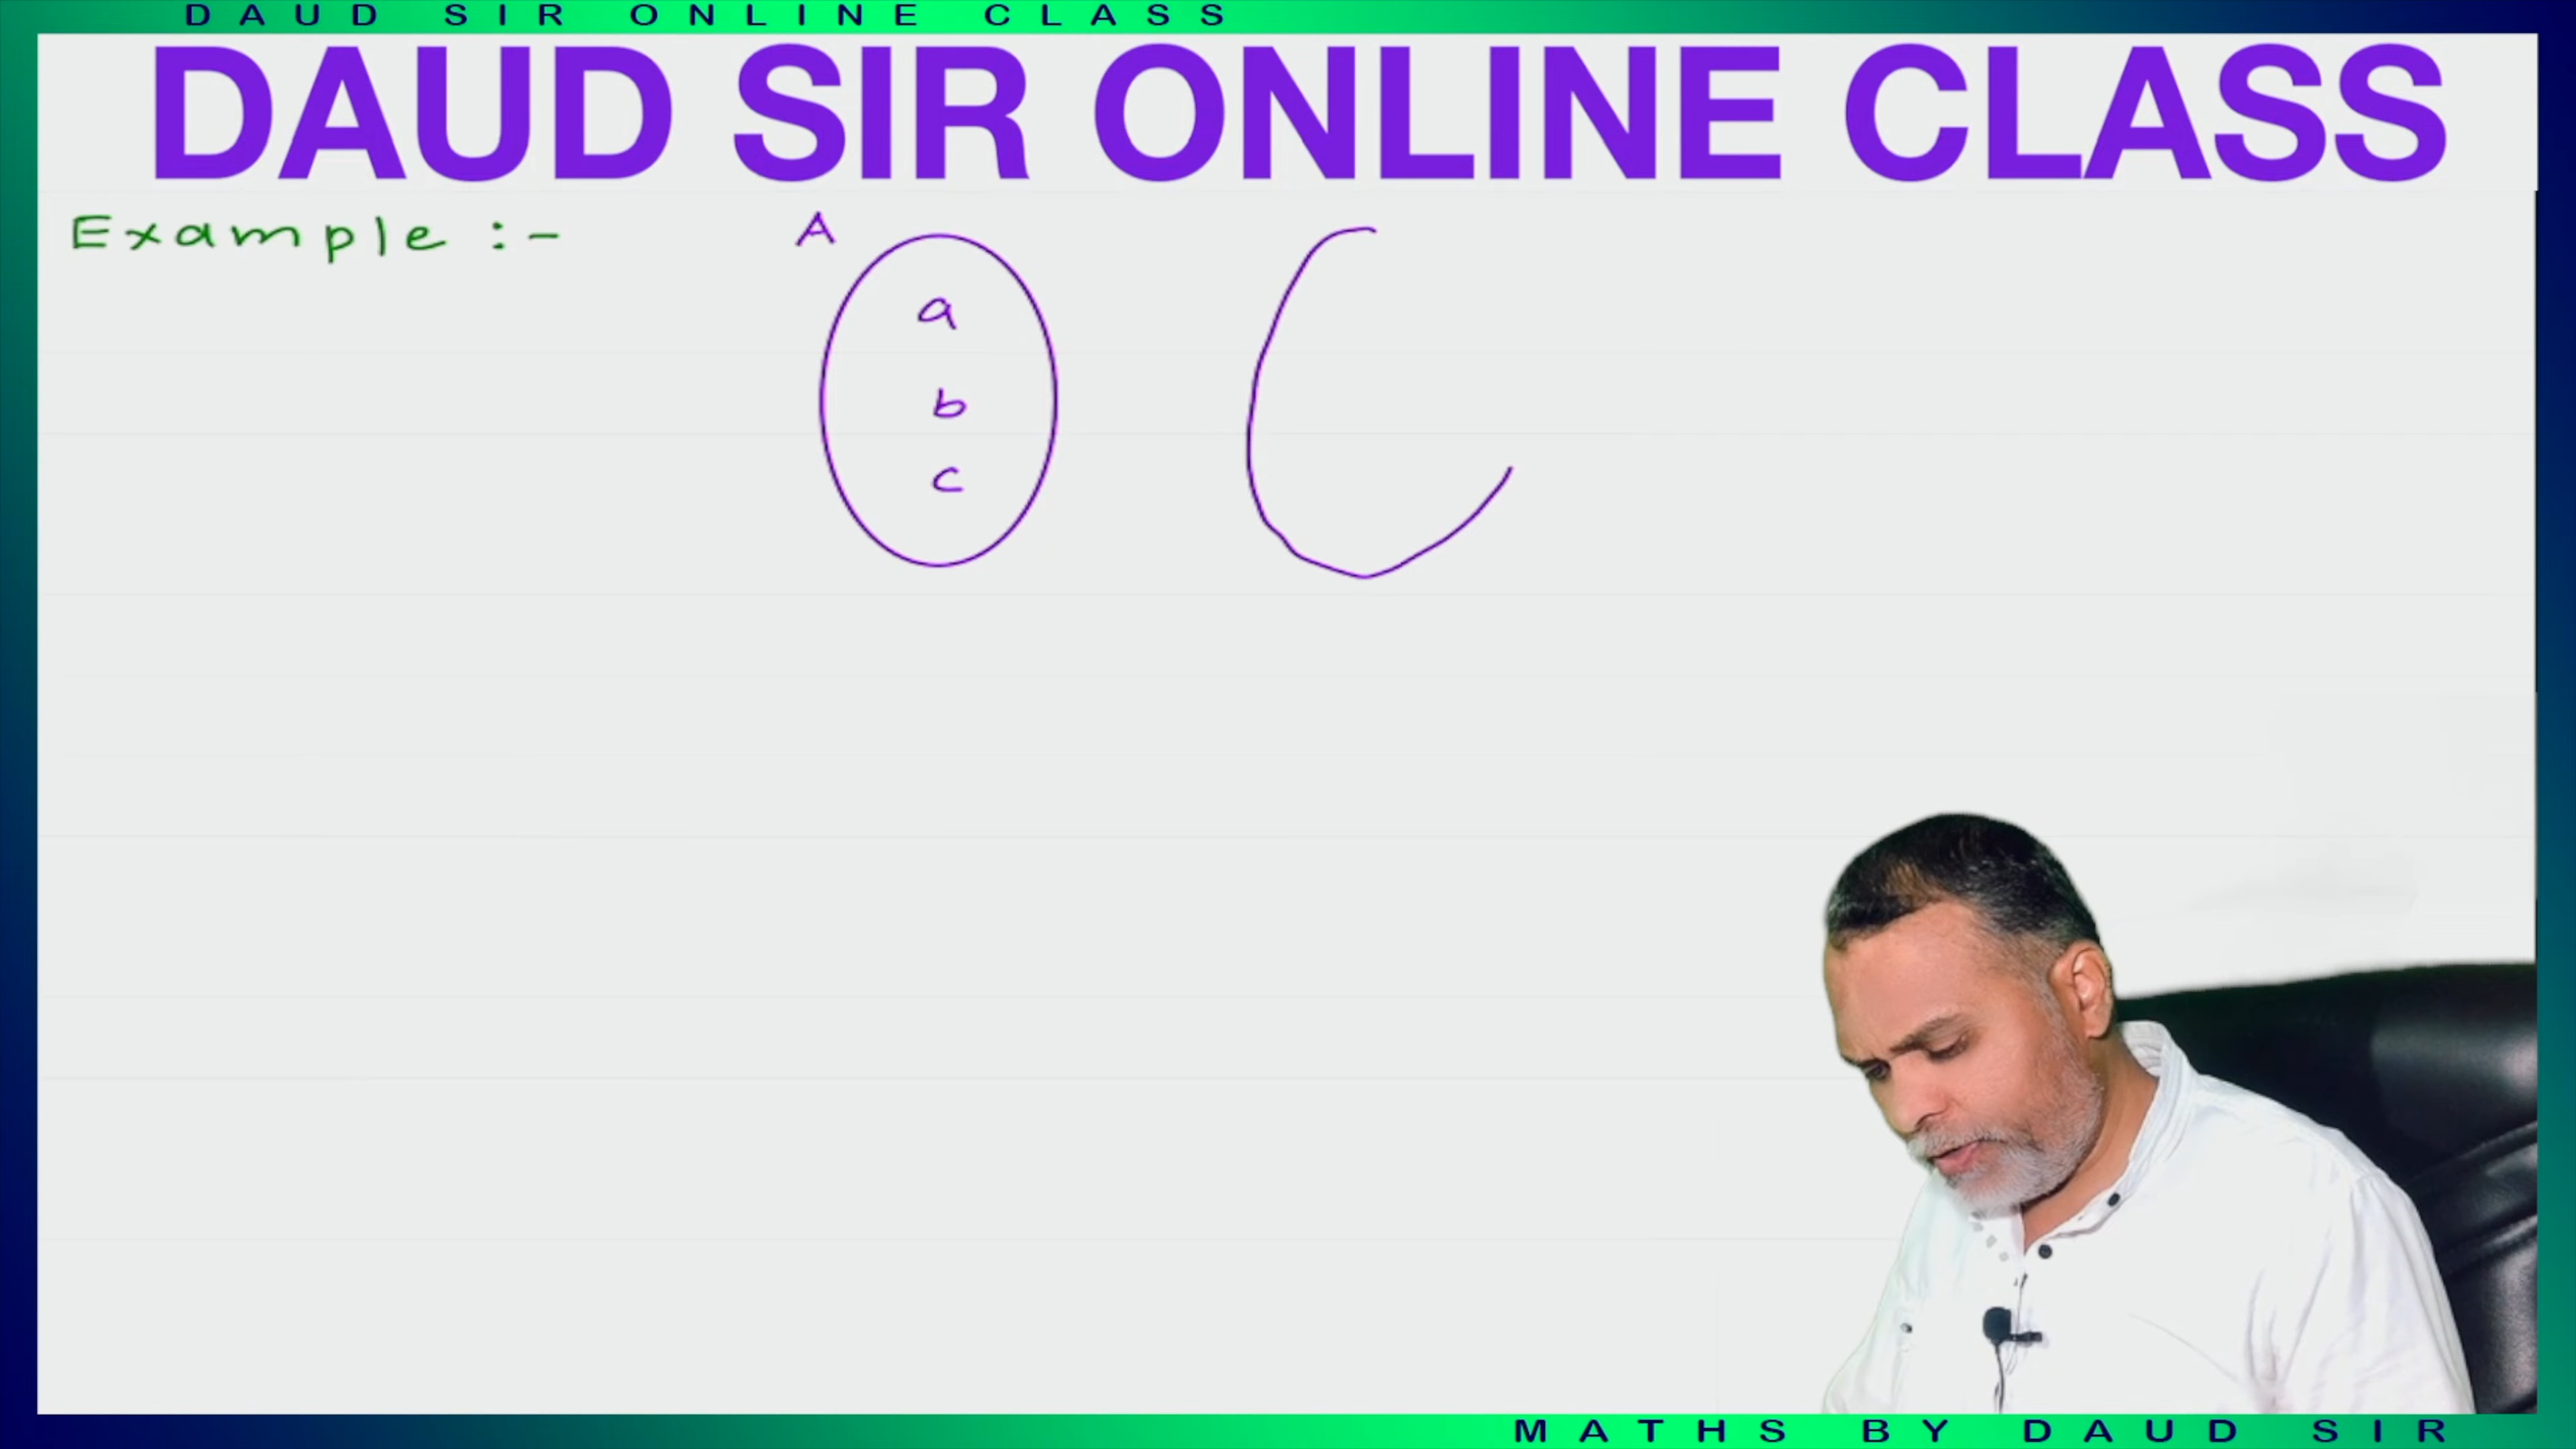 DAUD SIR ONLINE CLASS
DAUD SIR ONLINE CLASS
Example :-
A
a
b
c
MATHS BY DAUD SIR